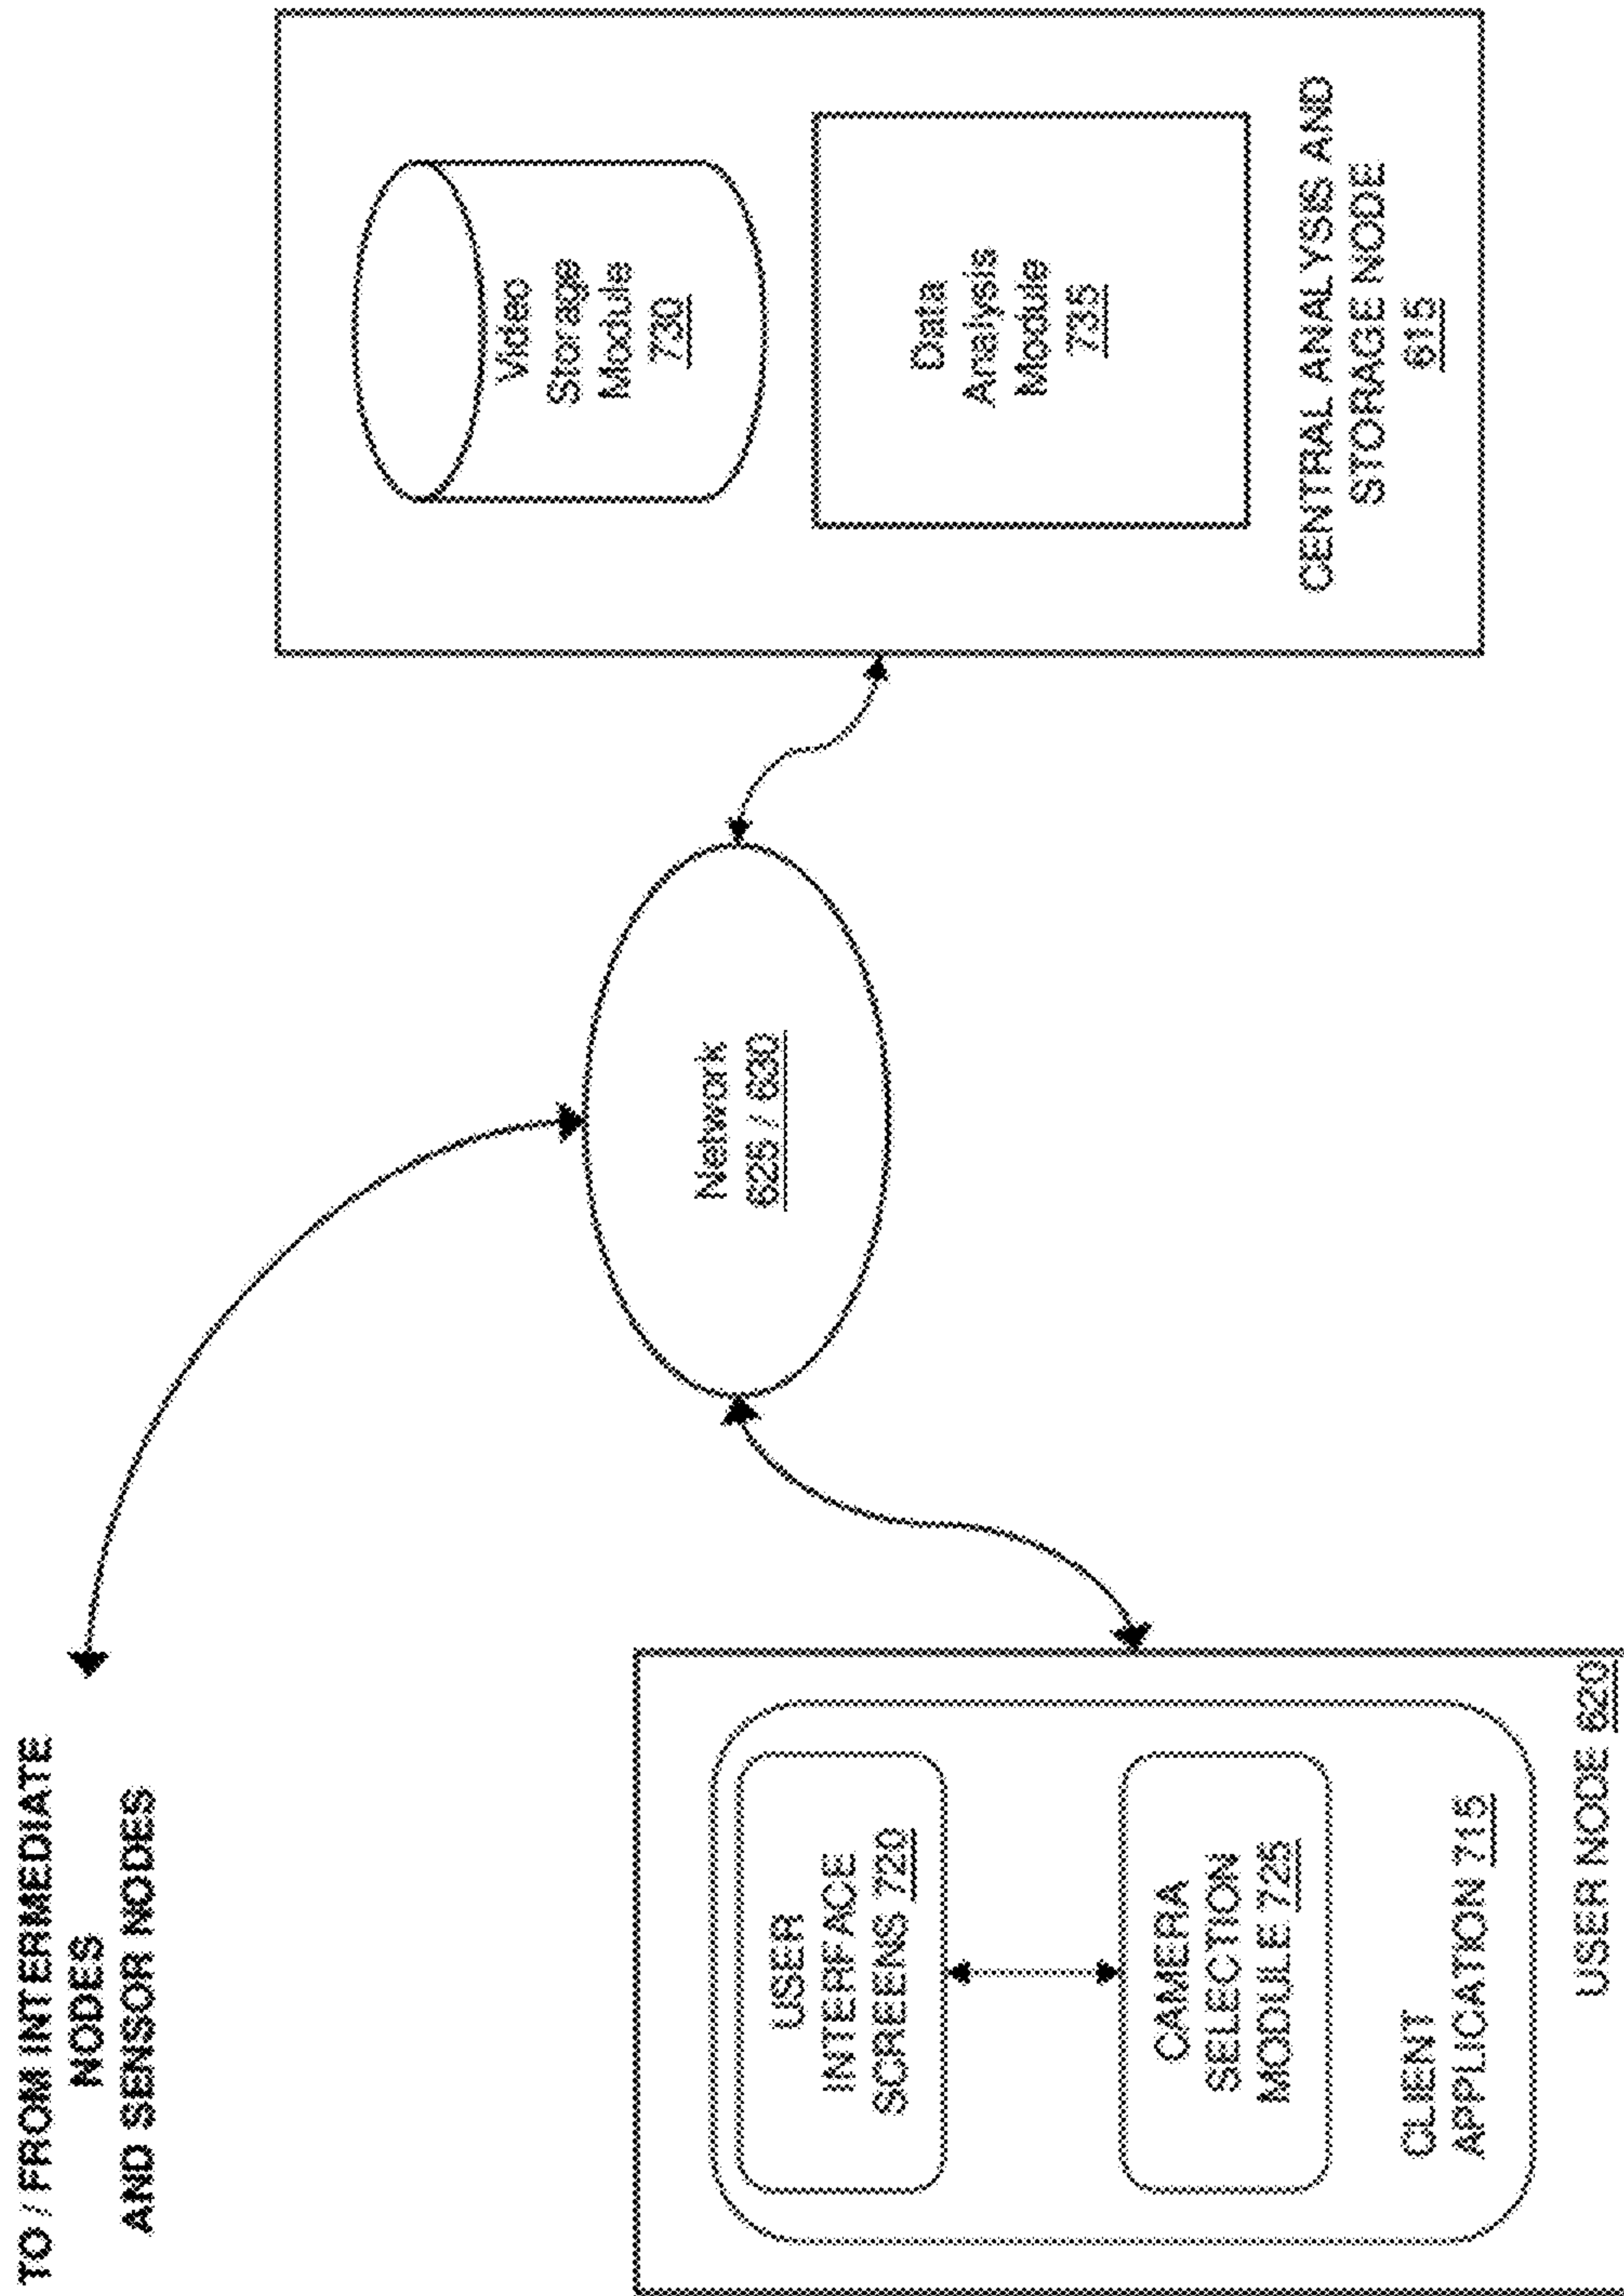 TO / FROM INTERMEDIATE
NODES
AND SENSOR NODES
USER
INTERFACE
SCREENS 720
CAMERA
SELECTION
MODULE 725
CLIENT
APPLICATION 715
USER NODE 620
Network
625 / 630
Video
Storage
Module
730
Data
Analysis
Module
735
CENTRAL ANALYSIS AND
STORAGE NODE
615